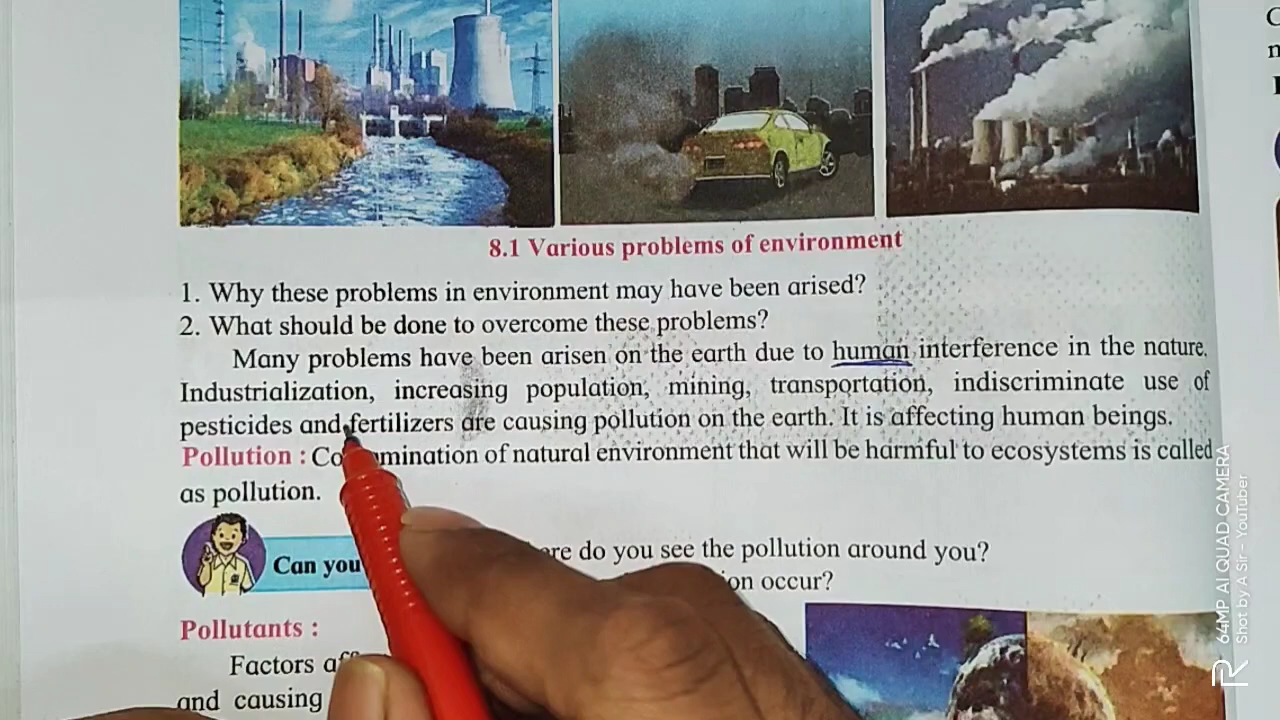 8.1 Various problems of environment
1. Why these problems in environment may have been arised?
2. What should be done to overcome these problems?
Many problems have been arisen on the earth due to human interference in the nature.
Industrialization, increasing population, mining, transportation, indiscriminate use of
pesticides and fertilizers are causing pollution on the earth. It is affecting human beings.
Pollution : Co mination of natural environment that will be harmful to ecosystems is called
as pollution.
Can you
do you see the pollution around you?
occur?
Pollutants :
Factors
and causing
64MP AI QUAD CAMERA
Shot by A Sir - YouTube